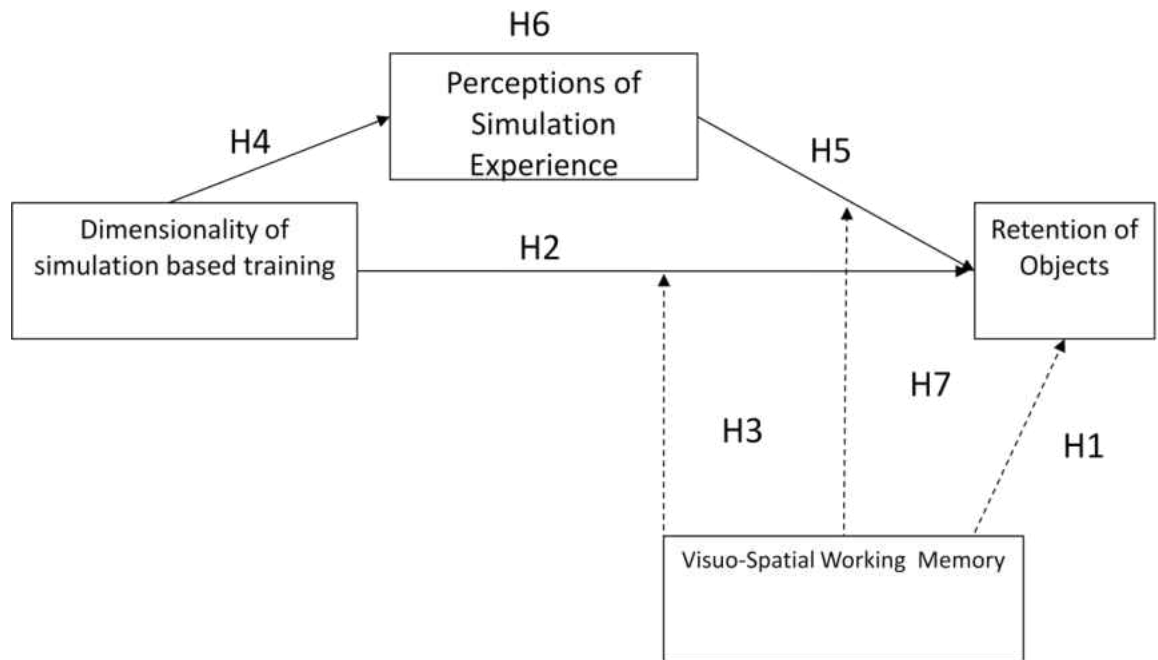 H6
Perceptions of
Simulation
Experience
H4
H5
Dimensionality of
simulation based training
H2
Retention of
Objects
H7
H3
H1
Visuo-Spatial Working Memory